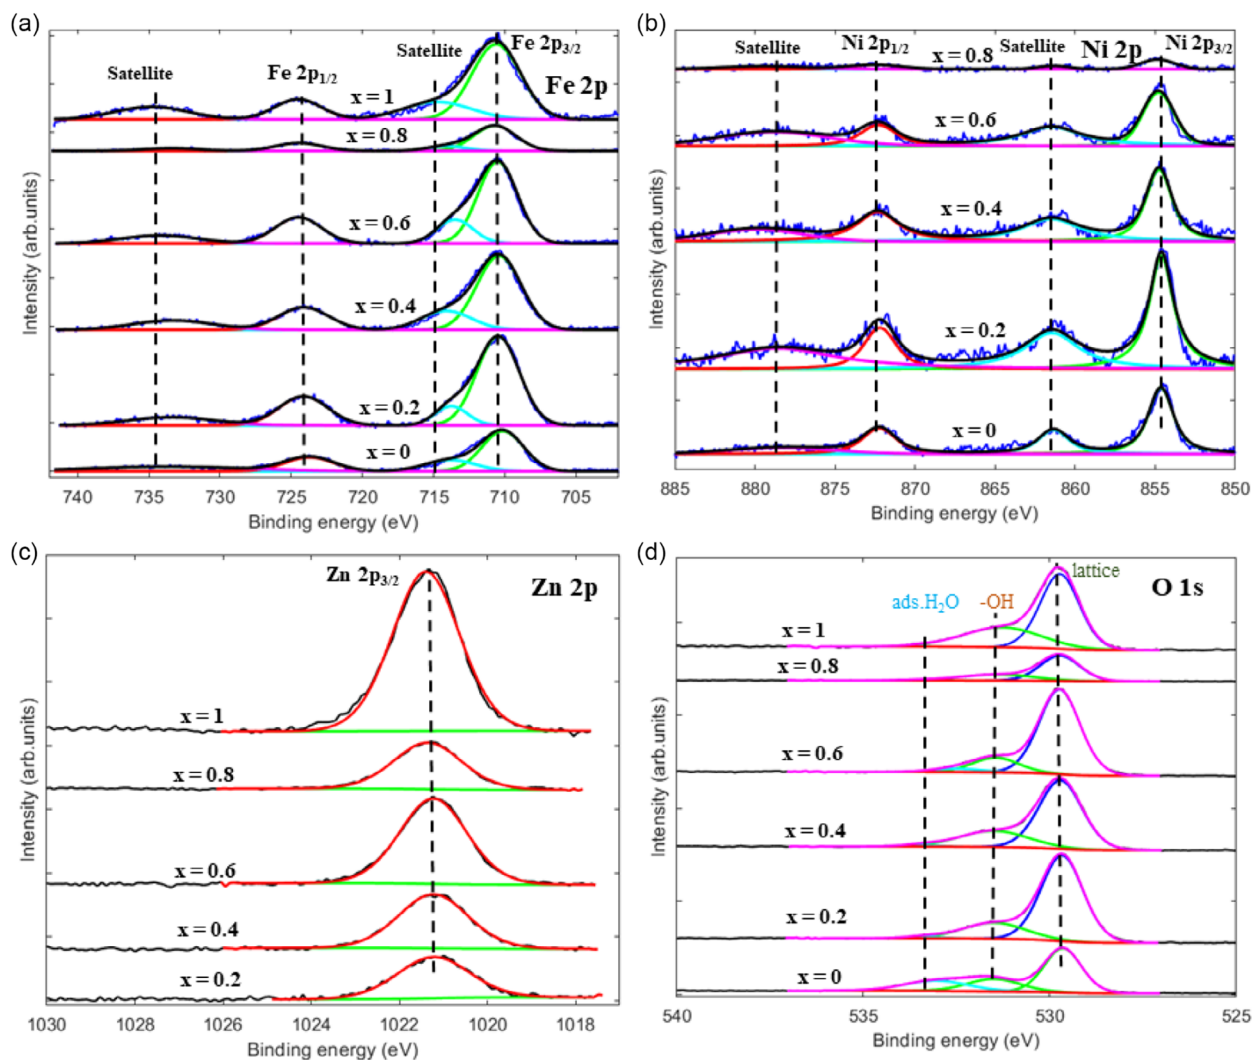 (a)
Satellite
Fe 2p1/2
Satellite
Fe 2p3/2
Fe 2p
x = 1
x = 0.8
x = 0.6
x = 0.4
x = 0.2
x = 0
Intensity (arb.units)
740 735 730 725 720 715 710 705
Binding energy (eV)
(b)
Satellite
Ni 2p1/2
x = 0.8
Satellite
Ni 2p
Ni 2p3/2
x = 0.6
x = 0.4
x = 0.2
x = 0
Intensity (arb.units)
885 880 875 870 865 860 855 850
Binding energy (eV)
(c)
Zn 2p3/2
Zn 2p
x = 1
x = 0.8
x = 0.6
x = 0.4
x = 0.2
Intensity (arb.units)
1030 1028 1026 1024 1022 1020 1018
Binding energy (eV)
(d)
ads.H2O
-OH
lattice
O 1s
x = 1
x = 0.8
x = 0.6
x = 0.4
x = 0.2
x = 0
Intensity (arb.units)
540 535 530 525
Binding energy (eV)